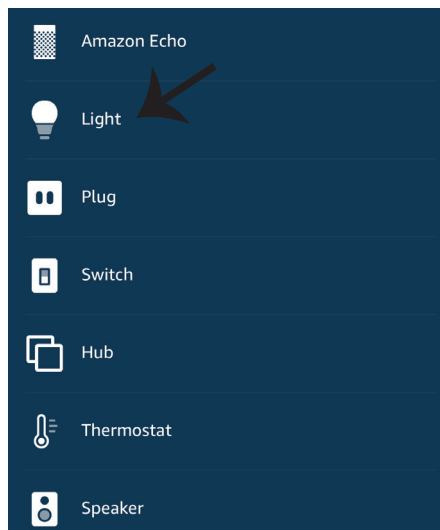 Amazon Echo
Light
Plug
Switch
Hub
Thermostat
Speaker